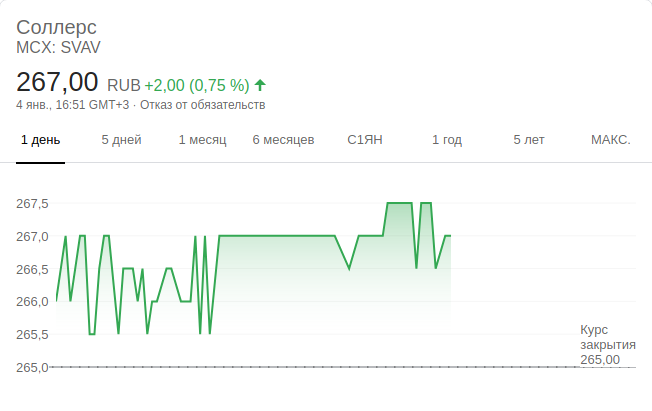 Соллерс
MCX: SVAV
267,00 RUB +2,00 (0,75 %)
4 янв., 16:51 GMT+3 · Отказ от обязательств
1 день 5 дней 1 месяц 6 месяцев С1ЯН 1 год 5 лет МАКС.
267,5
267,0
266,5
266,0
265,5
265,0
Курс
закрытия
265,00